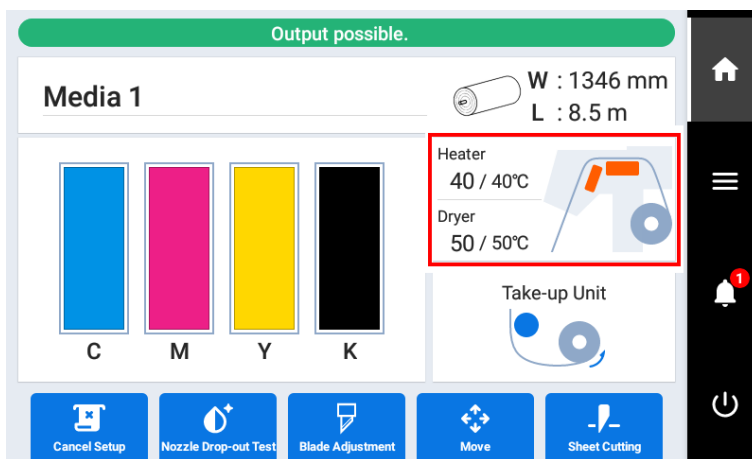 Output possible.
Media 1
W : 1346 mm
L : 8.5 m
Heater
40 / 40℃
Dryer
50 / 50℃
Take-up Unit
C M Y K
1
Cancel Setup
Nozzle Drop-out Test
Blade Adjustment
Move
Sheet Cutting